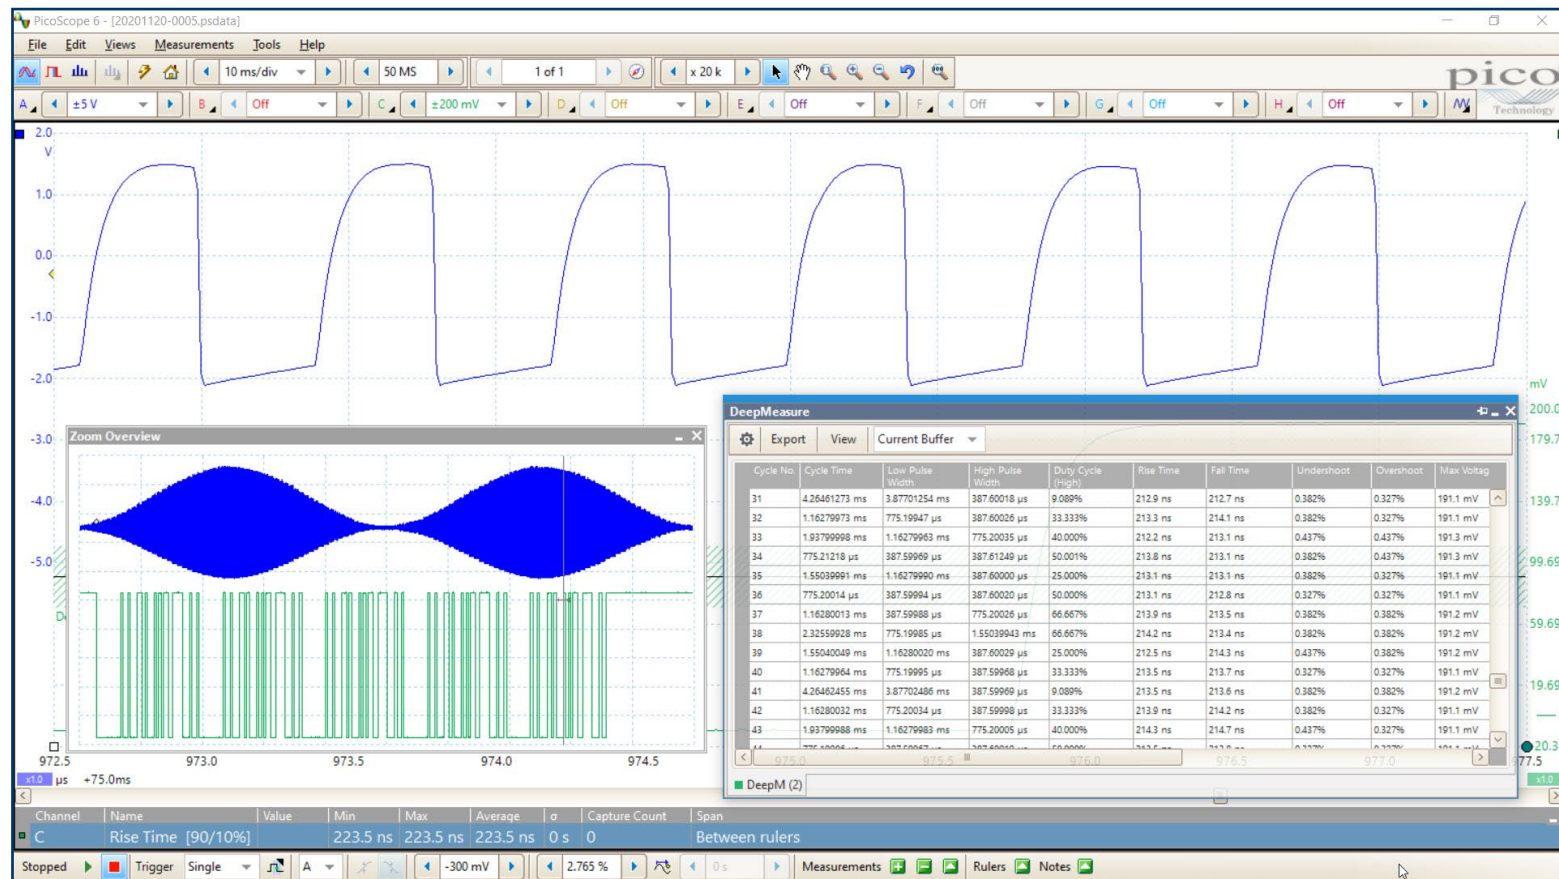 PicoScope 6 - [20201120-0005.psdata]
File Edit Views Measurements Tools Help
10 ms/div 50 MS 1 of 1 x 20 k
pico
Technology
A ±5 V B Off C ±200 mV D Off E Off F Off G Off H Off
2.0
V
1.0
0.0
-1.0
-2.0
-3.0
-4.0
-5.0
mV
200.0
179.7
139.7
99.69
59.69
19.69
-20.3
Zoom Overview
DeepMeasure
Export View Current Buffer
Cycle No. Cycle Time Low Pulse Width High Pulse Width Duty Cycle (High) Rise Time Fall Time Undershoot Overshoot Max Voltag
31 4.26461273 ms 3.87701254 ms 387.60018 µs 9.089% 212.9 ns 212.7 ns 0.382% 0.327% 191.1 mV
32 1.16279973 ms 775.19947 µs 387.60026 µs 33.333% 213.3 ns 214.1 ns 0.382% 0.327% 191.1 mV
33 1.93799998 ms 1.16279963 ms 775.20035 µs 40.000% 212.2 ns 213.1 ns 0.437% 0.437% 191.3 mV
34 775.21218 µs 387.59969 µs 387.61249 µs 50.001% 213.8 ns 213.1 ns 0.382% 0.437% 191.3 mV
35 1.55039991 ms 1.16279990 ms 387.60000 µs 25.000% 213.1 ns 213.1 ns 0.382% 0.327% 191.1 mV
36 775.20014 µs 387.59994 µs 387.60020 µs 50.000% 213.1 ns 212.8 ns 0.327% 0.327% 191.1 mV
37 1.16280013 ms 387.59988 µs 775.20026 µs 66.667% 213.9 ns 213.5 ns 0.382% 0.382% 191.2 mV
38 2.32559928 ms 775.19985 µs 1.55039943 ms 66.667% 214.2 ns 213.4 ns 0.382% 0.382% 191.2 mV
39 1.55040049 ms 1.16280020 ms 387.60029 µs 25.000% 212.5 ns 214.3 ns 0.437% 0.382% 191.2 mV
40 1.16279964 ms 775.19995 µs 387.59968 µs 33.333% 213.5 ns 213.7 ns 0.327% 0.327% 191.1 mV
41 4.26462455 ms 3.87702486 ms 387.59969 µs 9.089% 213.5 ns 213.6 ns 0.382% 0.382% 191.2 mV
42 1.16280032 ms 775.20034 µs 387.59998 µs 33.333% 213.9 ns 214.2 ns 0.382% 0.327% 191.1 mV
43 1.93799988 ms 1.16279983 ms 775.20005 µs 40.000% 214.3 ns 214.7 ns 0.437% 0.327% 191.1 mV
DeepM (2)
972.5 973.0 973.5 974.0 974.5 975.0 975.5 976.0 976.5 977.0 977.5
x1.0 µs +75.0ms x1.0
Channel Name Value Min Max Average σ Capture Count Span
C Rise Time [90/10%] 223.5 ns 223.5 ns 223.5 ns 0 s 0 Between rulers
Stopped Trigger Single A -300 mV 2.765 % 0 s Measurements Rulers Notes